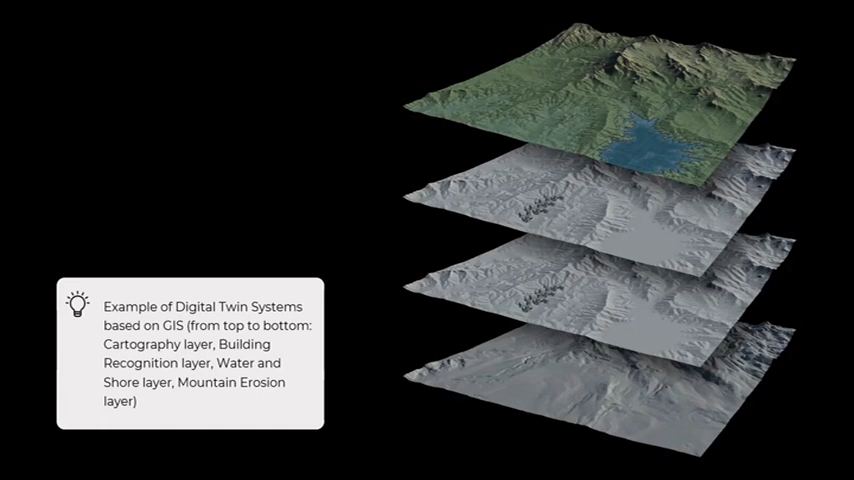 Example of Digital Twin Systems
based on GIS (from top to bottom:
Cartography layer, Building
Recognition layer, Water and
Shore layer, Mountain Erosion
layer)